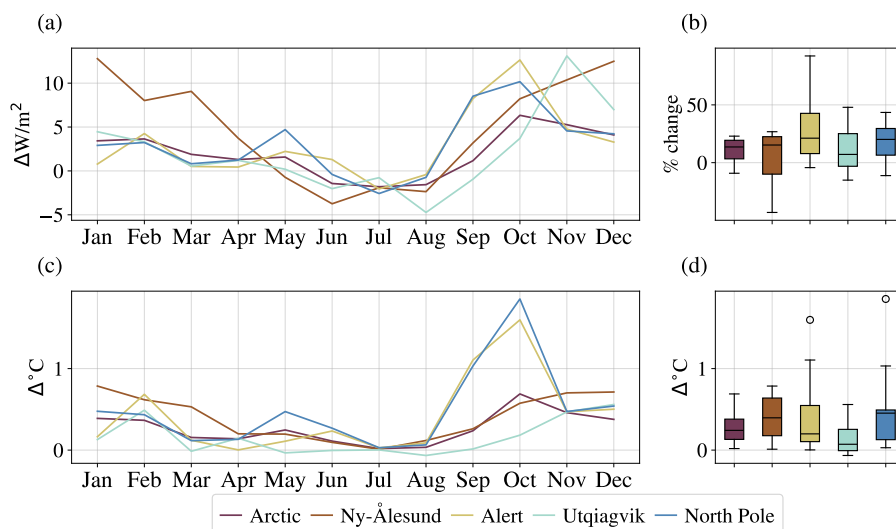 (a)
(b)
ΔW/m²
10
5
0
−5
Jan Feb Mar Apr May Jun Jul Aug Sep Oct Nov Dec
% change
50
0
(c)
(d)
Δ°C
1
0
Jan Feb Mar Apr May Jun Jul Aug Sep Oct Nov Dec
Δ°C
1
0
Arctic Ny-Ålesund Alert Utqiagvik North Pole